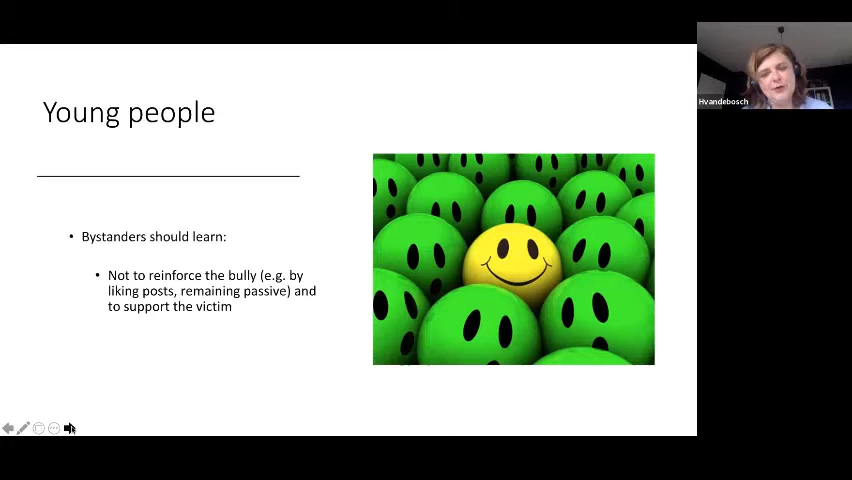 Young people
• Bystanders should learn:
• Not to reinforce the bully (e.g. by
liking posts, remaining passive) and
to support the victim
Hvandebosch